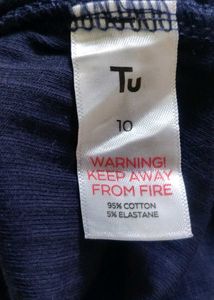 Tu
10
WARNING!
KEEP AWAY
FROM FIRE
95% COTTON
5% ELASTANE